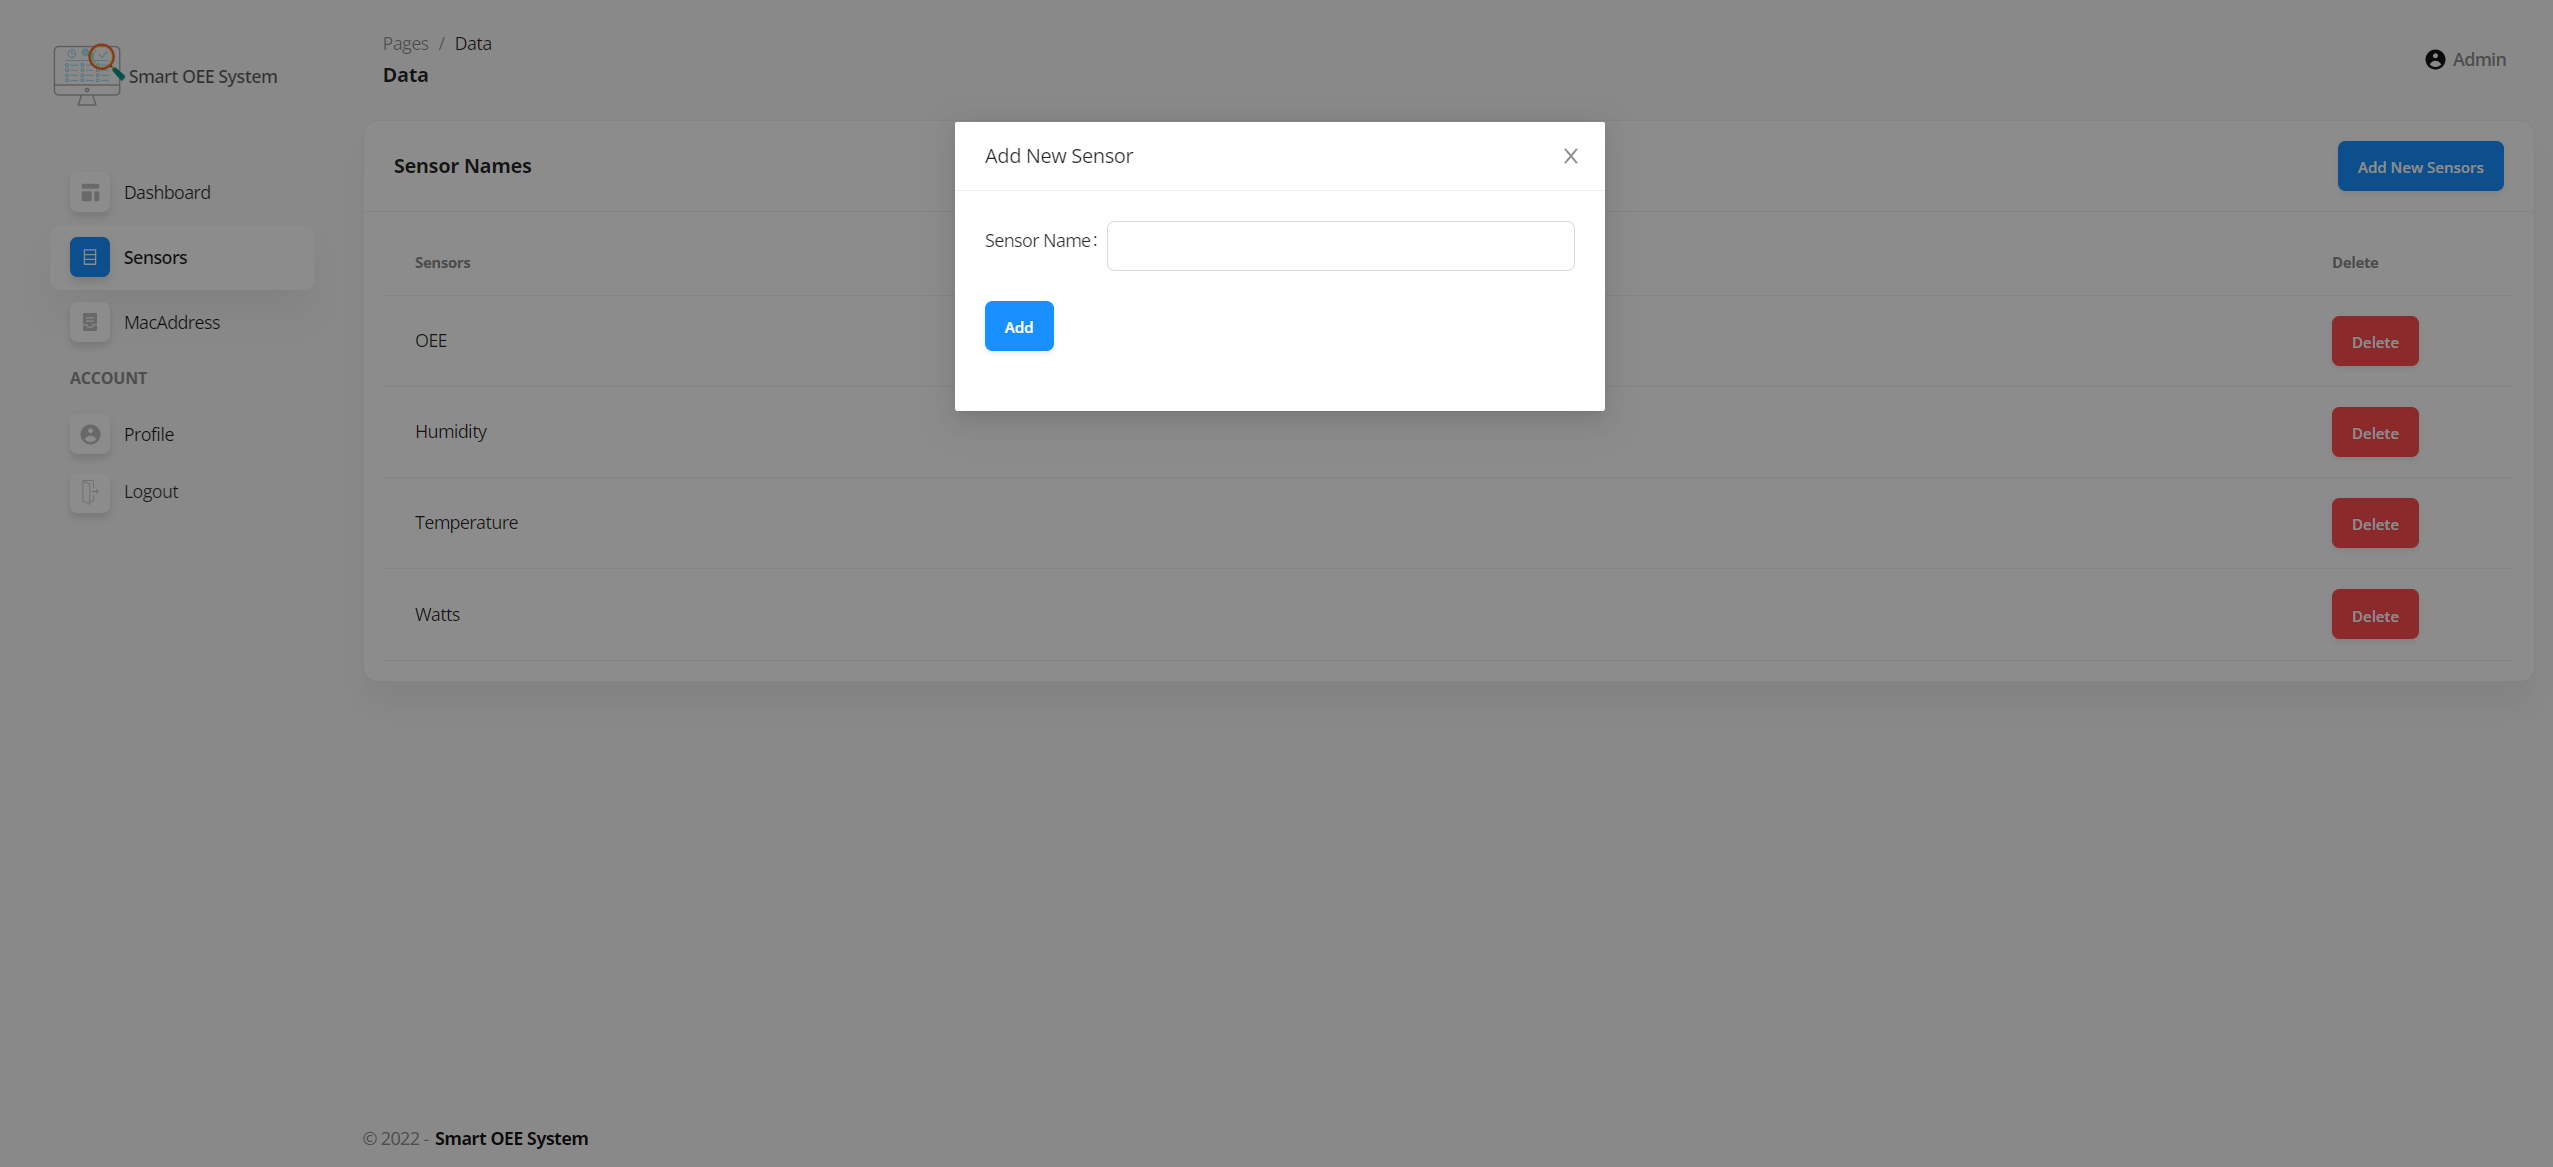 Smart OEE System
Dashboard
Sensors
MacAddress
ACCOUNT
Profile
Logout
Pages / Data
Data
Admin
Sensor Names
Add New Sensors
Sensors
Delete
OEE
Delete
Humidity
Delete
Temperature
Delete
Watts
Delete
Add New Sensor
Sensor Name:
Add
© 2022 - Smart OEE System